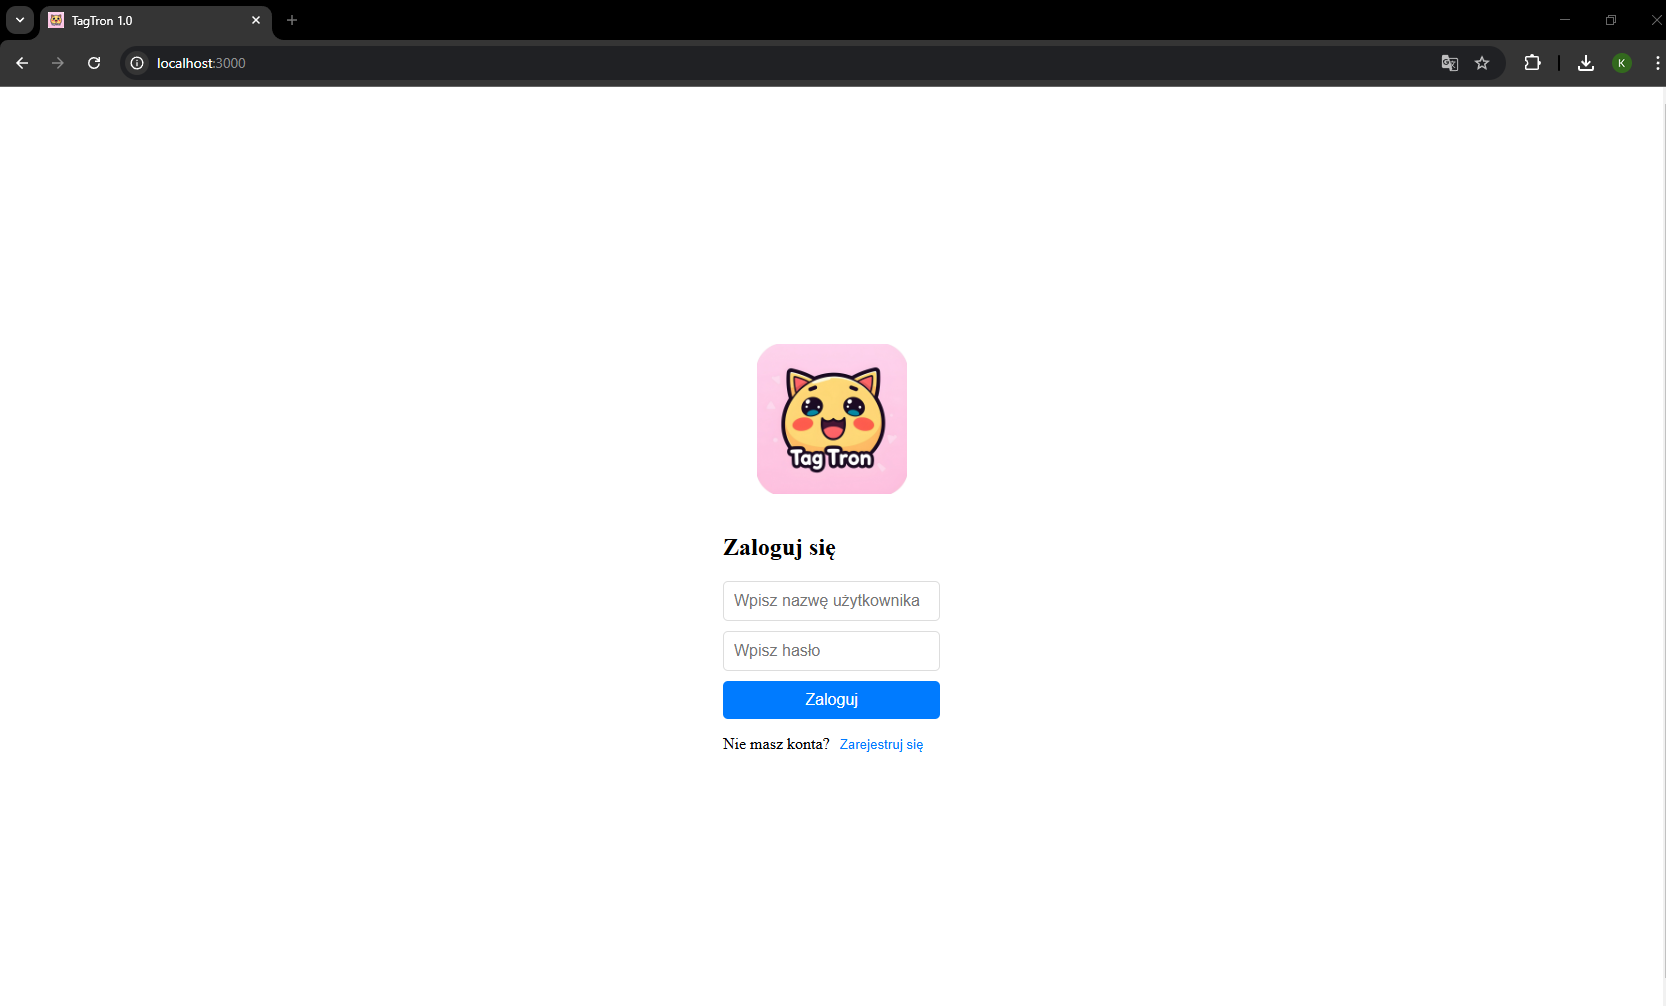 TagTron 1.0
localhost:3000
K
Tag Tron
Zaloguj się
Wpisz nazwę użytkownika
Wpisz hasło
Zaloguj
Nie masz konta? Zarejestruj się